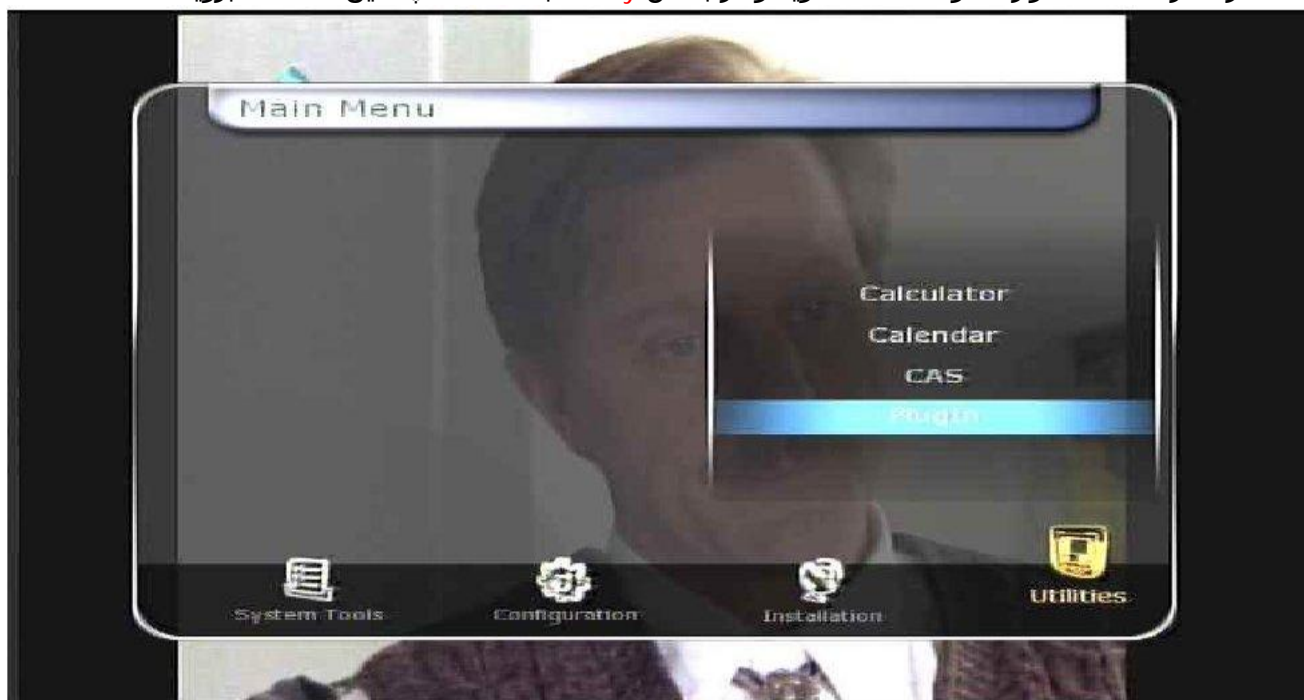 Main Menu
Calculator
Calendar
CAS
Plugin
Utilities
System Tools
Configuration
Installation